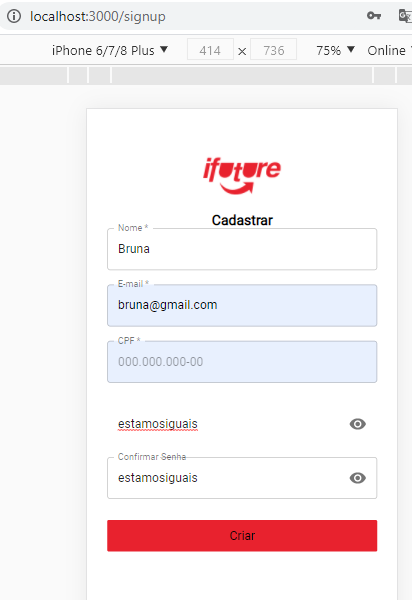 localhost:3000/signup
iPhone 6/7/8 Plus ▼ 414 × 736 75% ▼ Online
ifuture
Cadastrar
Nome *
Bruna
E-mail *
bruna@gmail.com
CPF *
000.000.000-00
estamosiguais
Confirmar Senha
estamosiguais
Criar